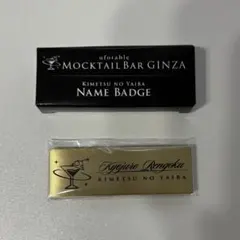 ufotable
MOCKTAIL BAR GINZA
KIMETSU NO YAIBA
NAME BADGE
Kyojuro Rengoku
KIMETSU NO YAIBA